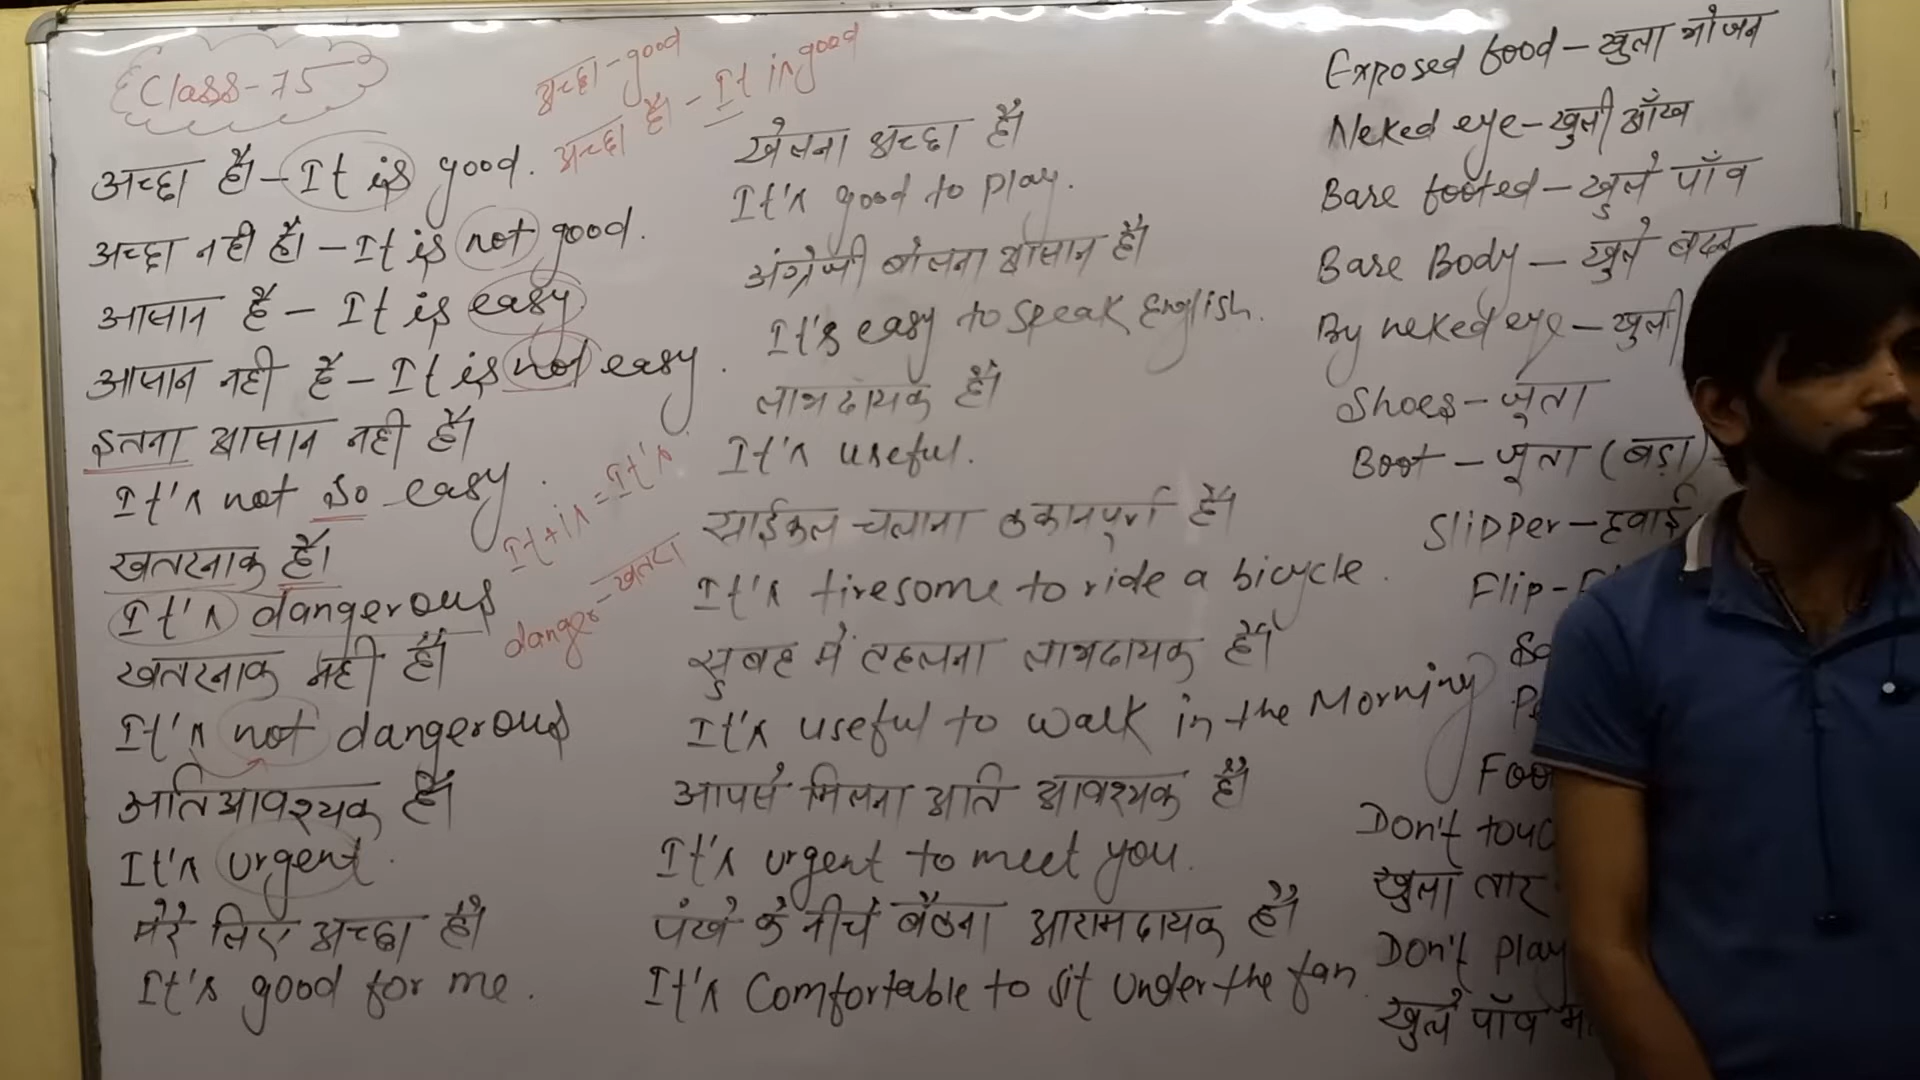 Class-75
अच्छा-good
अच्छा है।-It is good
अच्छा है।-It is good.
अच्छा नही है।-It is not good.
आसान है-It is easy.
आसान नही है-It is not easy.
इतना आसान नही है।
It's not so easy.
It+is=It's
खतरनाक है।
It's dangerous
danger-खतरा
खतरनाक नही है।
It's not dangerous
अतिआवश्यक है।
It's urgent.
मेरे लिए अच्छा है।
It's good for me.
खेलना अच्छा है।
It's good to play.
अंग्रेजी बोलना आसान है।
It's easy to speak English.
लाभदायक है।
It's useful.
साईकल चलाना थकानपूर्ण है।
It's tiresome to ride a bicycle.
सुबह में टहलना लाभदायक है।
It's useful to walk in the Morning
आपसे मिलना अति आवश्यक है।
It's urgent to meet you.
पंखे के नीचे बैठना आरामदायक है।
It's Comfortable to sit under the fan.
Exposed food-खुला भोजन
Neked eye-खुली आँख
Bare footed-खुले पाँव
Bare Body-खुले बदन
By neked eye-खुली
Shoes-जूता
Boot-जूता (बड़ा)
Slipper-हवाई
Flip-
Don't
खुला तार
Don't play
खुले पाँव